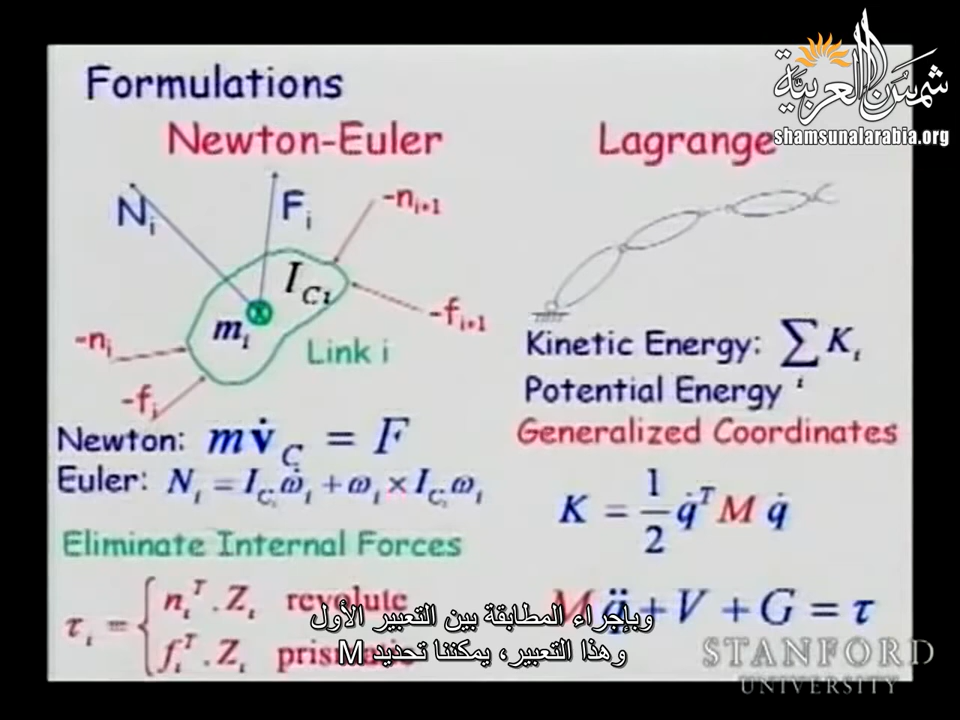 شمس العربية
shamsunalarabia.org
Formulations
Newton-Euler
Nᵢ
Fᵢ
-nᵢ₊₁
I_Cᵢ
mᵢ
-fᵢ₊₁
-nᵢ
Link i
-fᵢ
Newton: m v̇_C = F
Euler: Nᵢ = I_Cᵢ ω̇ᵢ + ωᵢ × I_Cᵢ ωᵢ
Eliminate Internal Forces
τᵢ = { nᵢᵀ . Zᵢ revolute
fᵢᵀ . Zᵢ prismatic
Lagrange
Kinetic Energy: ∑ᵢ Kᵢ
Potential Energy
Generalized Coordinates
K = 1/2 q̇ᵀ M q̇
M q̈ + V + G = τ
وبإجراء المطابقة بين التعبير الأول
وهذا التعبير، يمكننا تحديد M
STANFORD
UNIVERSITY